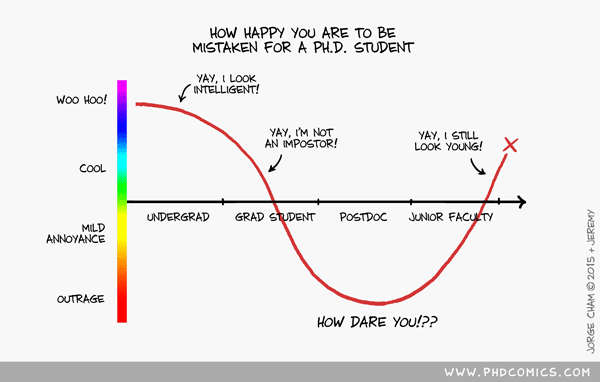 HOW HAPPY YOU ARE TO BE
MISTAKEN FOR A PH.D. STUDENT
WOO HOO!
YAY, I LOOK
INTELLIGENT!
YAY, I'M NOT
AN IMPOSTOR!
YAY, I STILL
LOOK YOUNG!
COOL
UNDERGRAD
GRAD STUDENT
POSTDOC
JUNIOR FACULTY
MILD
ANNOYANCE
OUTRAGE
HOW DARE YOU!??
JORGE CHAM © 2015 + JEREMY
WWW.PHDCOMICS.COM